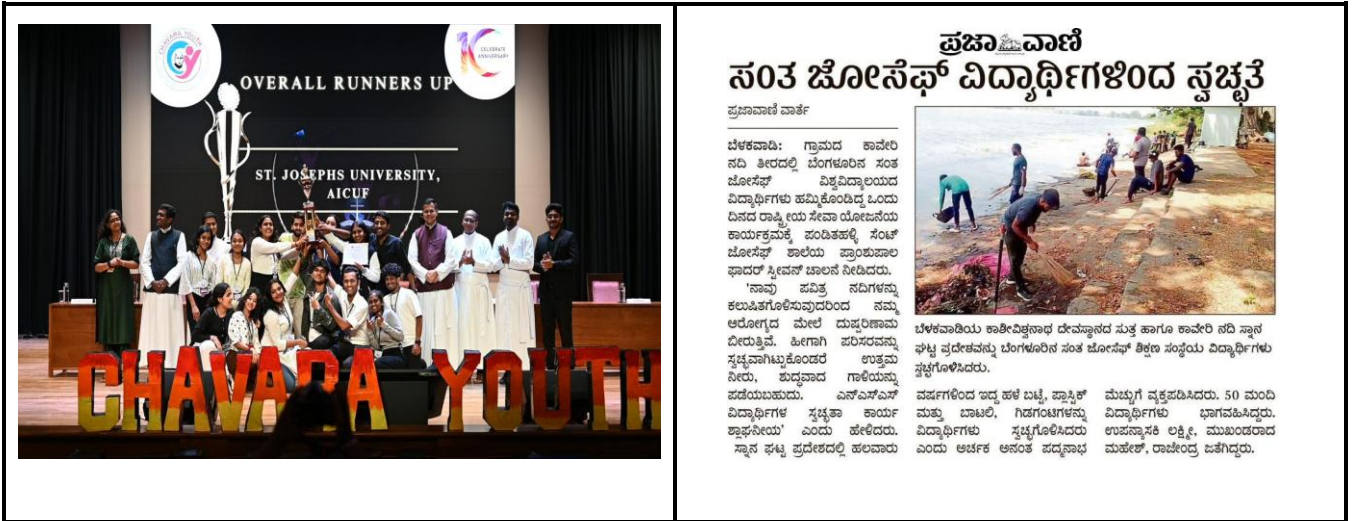 CHAVARA YOUTH
CELEBRATE
ANNIVERSARY
OVERALL RUNNERS UP
ST. JOSEPHS UNIVERSITY,
AICUF
CHAVARA YOUTH
ಪ್ರಜಾವಾಣಿ
ಸಂತ ಜೋಸೆಫ್ ವಿದ್ಯಾರ್ಥಿಗಳಿಂದ ಸ್ವಚ್ಛತೆ
ಪ್ರಜಾವಾಣಿ ವಾರ್ತೆ
ಬೆಳಕವಾಡಿ: ಗ್ರಾಮದ ಕಾವೇರಿ
ನದಿ ತೀರದಲ್ಲಿ ಬೆಂಗಳೂರಿನ ಸಂತ
ಜೋಸೆಫ್ ವಿಶ್ವವಿದ್ಯಾಲಯದ
ವಿದ್ಯಾರ್ಥಿಗಳು ಹಮ್ಮಿಕೊಂಡಿದ್ದ ಒಂದು
ದಿನದ ರಾಷ್ಟ್ರೀಯ ಸೇವಾ ಯೋಜನೆಯ
ಕಾರ್ಯಕ್ರಮಕ್ಕೆ ಪಂಡಿತಹಳ್ಳಿ ಸೆಂಟ್
ಜೋಸೆಫ್ ಶಾಲೆಯ ಪ್ರಾಂಶುಪಾಲ
ಫಾದರ್ ಸ್ಟೀವನ್ ಚಾಲನೆ ನೀಡಿದರು.
'ನಾವು ಪವಿತ್ರ ನದಿಗಳನ್ನು
ಕಲುಷಿತಗೊಳಿಸುವುದರಿಂದ ನಮ್ಮ
ಆರೋಗ್ಯದ ಮೇಲೆ ದುಷ್ಪರಿಣಾಮ
ಬೀರುತ್ತಿವೆ. ಹೀಗಾಗಿ ಪರಿಸರವನ್ನು
ಸ್ವಚ್ಛವಾಗಿಟ್ಟುಕೊಂಡರೆ ಉತ್ತಮ
ನೀರು, ಶುದ್ಧವಾದ ಗಾಳಿಯನ್ನು
ಪಡೆಯಬಹುದು. ಎನ್ಎಸ್ಎಸ್
ವಿದ್ಯಾರ್ಥಿಗಳ ಸ್ವಚ್ಛತಾ ಕಾರ್ಯ
ಶ್ಲಾಘನೀಯ' ಎಂದು ಹೇಳಿದರು.
ಸ್ನಾನ ಘಟ್ಟ ಪ್ರದೇಶದಲ್ಲಿ ಹಲವಾರು
ಬೆಳಕವಾಡಿಯ ಕಾಶೀವಿಶ್ವನಾಥ ದೇವಸ್ಥಾನದ ಸುತ್ತ ಹಾಗೂ ಕಾವೇರಿ ನದಿ ಸ್ನಾನ
ಘಟ್ಟ ಪ್ರದೇಶವನ್ನು ಬೆಂಗಳೂರಿನ ಸಂತ ಜೋಸೆಫ್ ಶಿಕ್ಷಣ ಸಂಸ್ಥೆಯ ವಿದ್ಯಾರ್ಥಿಗಳು
ಸ್ವಚ್ಛಗೊಳಿಸಿದರು.
ವರ್ಷಗಳಿಂದ ಇದ್ದ ಹಳೆ ಬಟ್ಟೆ, ಪ್ಲಾಸ್ಟಿಕ್
ಮತ್ತು ಬಾಟಲಿ, ಗಿಡಗಂಟಿಗಳನ್ನು
ವಿದ್ಯಾರ್ಥಿಗಳು ಸ್ವಚ್ಛಗೊಳಿಸಿದರು
ಎಂದು ಅರ್ಚಕ ಅನಂತ ಪದ್ಮನಾಭ
ಮೆಚ್ಚುಗೆ ವ್ಯಕ್ತಪಡಿಸಿದರು. 50 ಮಂದಿ
ವಿದ್ಯಾರ್ಥಿಗಳು ಭಾಗವಹಿಸಿದ್ದರು.
ಉಪನ್ಯಾಸಕಿ ಲಕ್ಷ್ಮೀ, ಮುಖಂಡರಾದ
ಮಹೇಶ್, ರಾಜೇಂದ್ರ ಜತೆಗಿದ್ದರು.